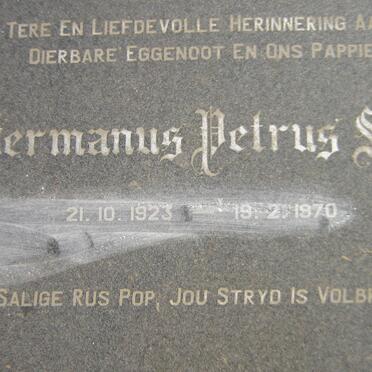 Tere En Liefdevolle Herinnering Aa
Dierbare Eggenoot En Ons Pappie
ermanus Petrus S
21.10.1923 — 19.2.1970
Salige Rus Pop, Jou Stryd Is Volb